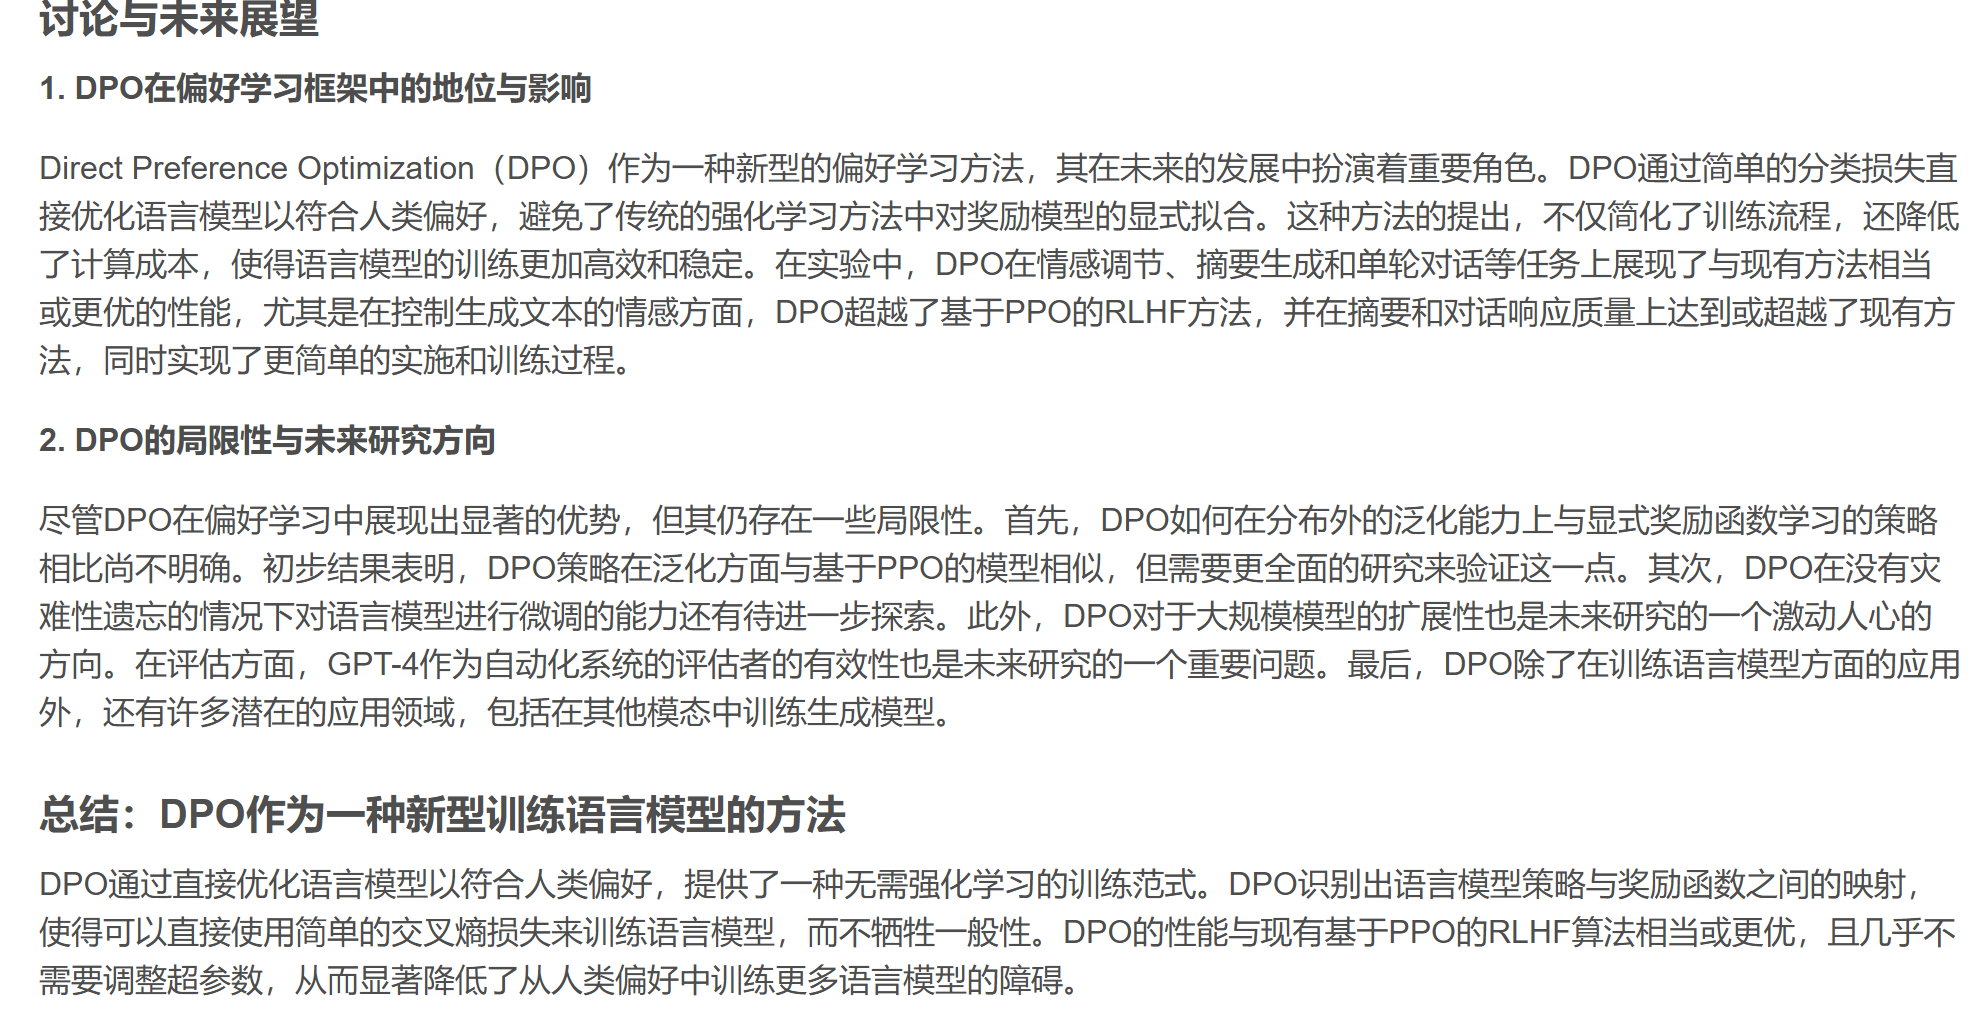 讨论与未来展望
1. DPO在偏好学习框架中的地位与影响
Direct Preference Optimization（DPO）作为一种新型的偏好学习方法，其在未来的发展中扮演着重要角色。DPO通过简单的分类损失直
接优化语言模型以符合人类偏好，避免了传统的强化学习方法中对奖励模型的显式拟合。这种方法的提出，不仅简化了训练流程，还降低
了计算成本，使得语言模型的训练更加高效和稳定。在实验中，DPO在情感调节、摘要生成和单轮对话等任务上展现了与现有方法相当
或更优的性能，尤其是在控制生成文本的情感方面，DPO超越了基于PPO的RLHF方法，并在摘要和对话响应质量上达到或超越了现有方
法，同时实现了更简单的实施和训练过程。
2. DPO的局限性与未来研究方向
尽管DPO在偏好学习中展现出显著的优势，但其仍存在一些局限性。首先，DPO如何在分布外的泛化能力上与显式奖励函数学习的策略
相比尚不明确。初步结果表明，DPO策略在泛化方面与基于PPO的模型相似，但需要更全面的研究来验证这一点。其次，DPO在没有灾
难性遗忘的情况下对语言模型进行微调的能力还有待进一步探索。此外，DPO对于大规模模型的扩展性也是未来研究的一个激动人心的
方向。在评估方面，GPT-4作为自动化系统的评估者的有效性也是未来研究的一个重要问题。最后，DPO除了在训练语言模型方面的应用
外，还有许多潜在的应用领域，包括在其他模态中训练生成模型。
总结：DPO作为一种新型训练语言模型的方法
DPO通过直接优化语言模型以符合人类偏好，提供了一种无需强化学习的训练范式。DPO识别出语言模型策略与奖励函数之间的映射，
使得可以直接使用简单的交叉熵损失来训练语言模型，而不牺牲一般性。DPO的性能与现有基于PPO的RLHF算法相当或更优，且几乎不
需要调整超参数，从而显著降低了从人类偏好中训练更多语言模型的障碍。